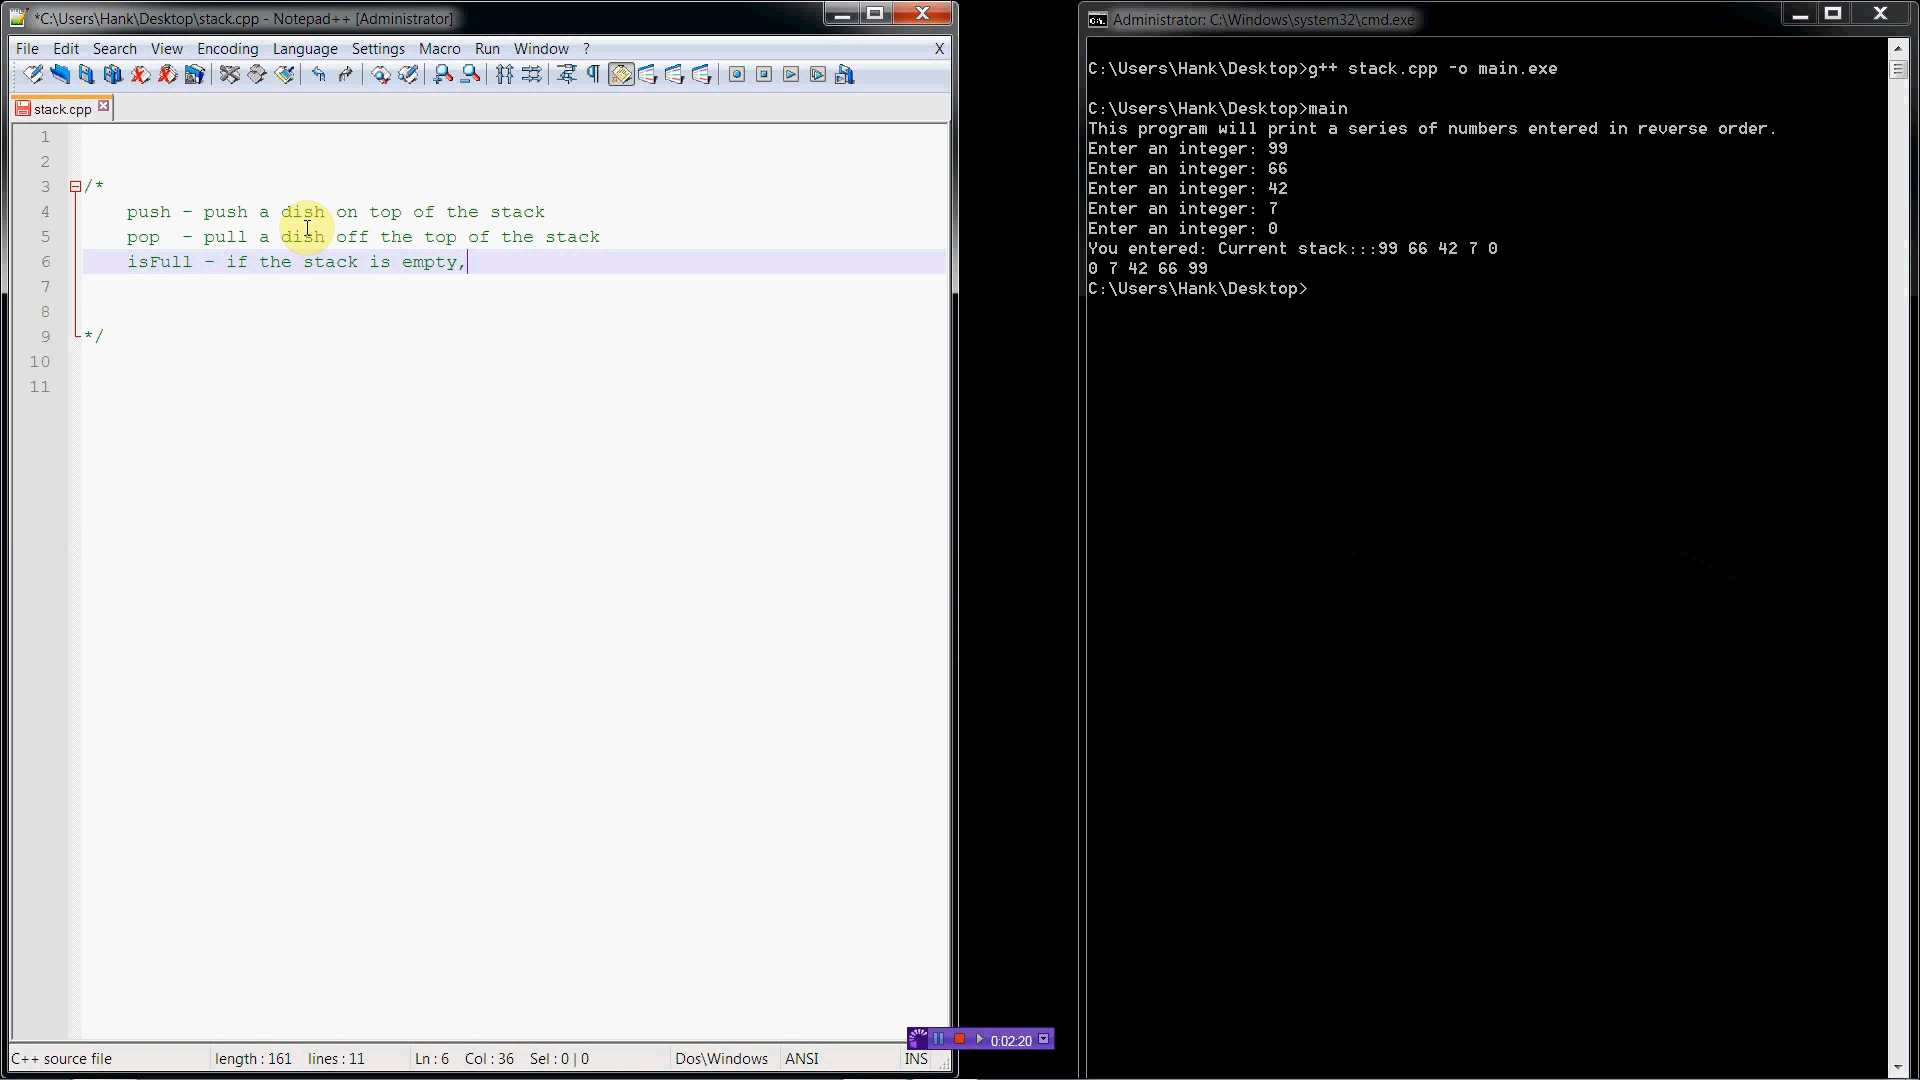 *C:\Users\Hank\Desktop\stack.cpp - Notepad++ [Administrator]
File Edit Search View Encoding Language Settings Macro Run Window ? X
stack.cpp
1
2
3 /*
4 push - push a dish on top of the stack
5 pop - pull a dish off the top of the stack
6 isFull - if the stack is empty,
7
8
9 */
10
11
C++ source file length : 161 lines : 11 Ln : 6 Col : 36 Sel : 0 | 0 Dos\Windows ANSI INS
0:02:20
Administrator: C:\Windows\system32\cmd.exe
C:\Users\Hank\Desktop>g++ stack.cpp -o main.exe
C:\Users\Hank\Desktop>main
This program will print a series of numbers entered in reverse order.
Enter an integer: 99
Enter an integer: 66
Enter an integer: 42
Enter an integer: 7
Enter an integer: 0
You entered: Current stack:::99 66 42 7 0
0 7 42 66 99
C:\Users\Hank\Desktop>